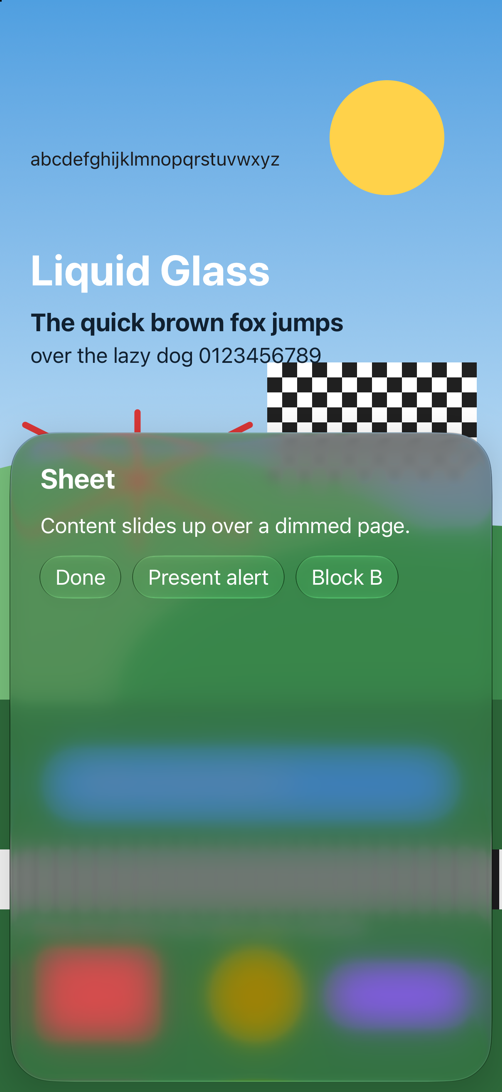 abcdefghijklmnopqrstuvwxyz
Liquid Glass
The quick brown fox jumps
over the lazy dog 0123456789
Sheet
Content slides up over a dimmed page.
Done
Present alert
Block B